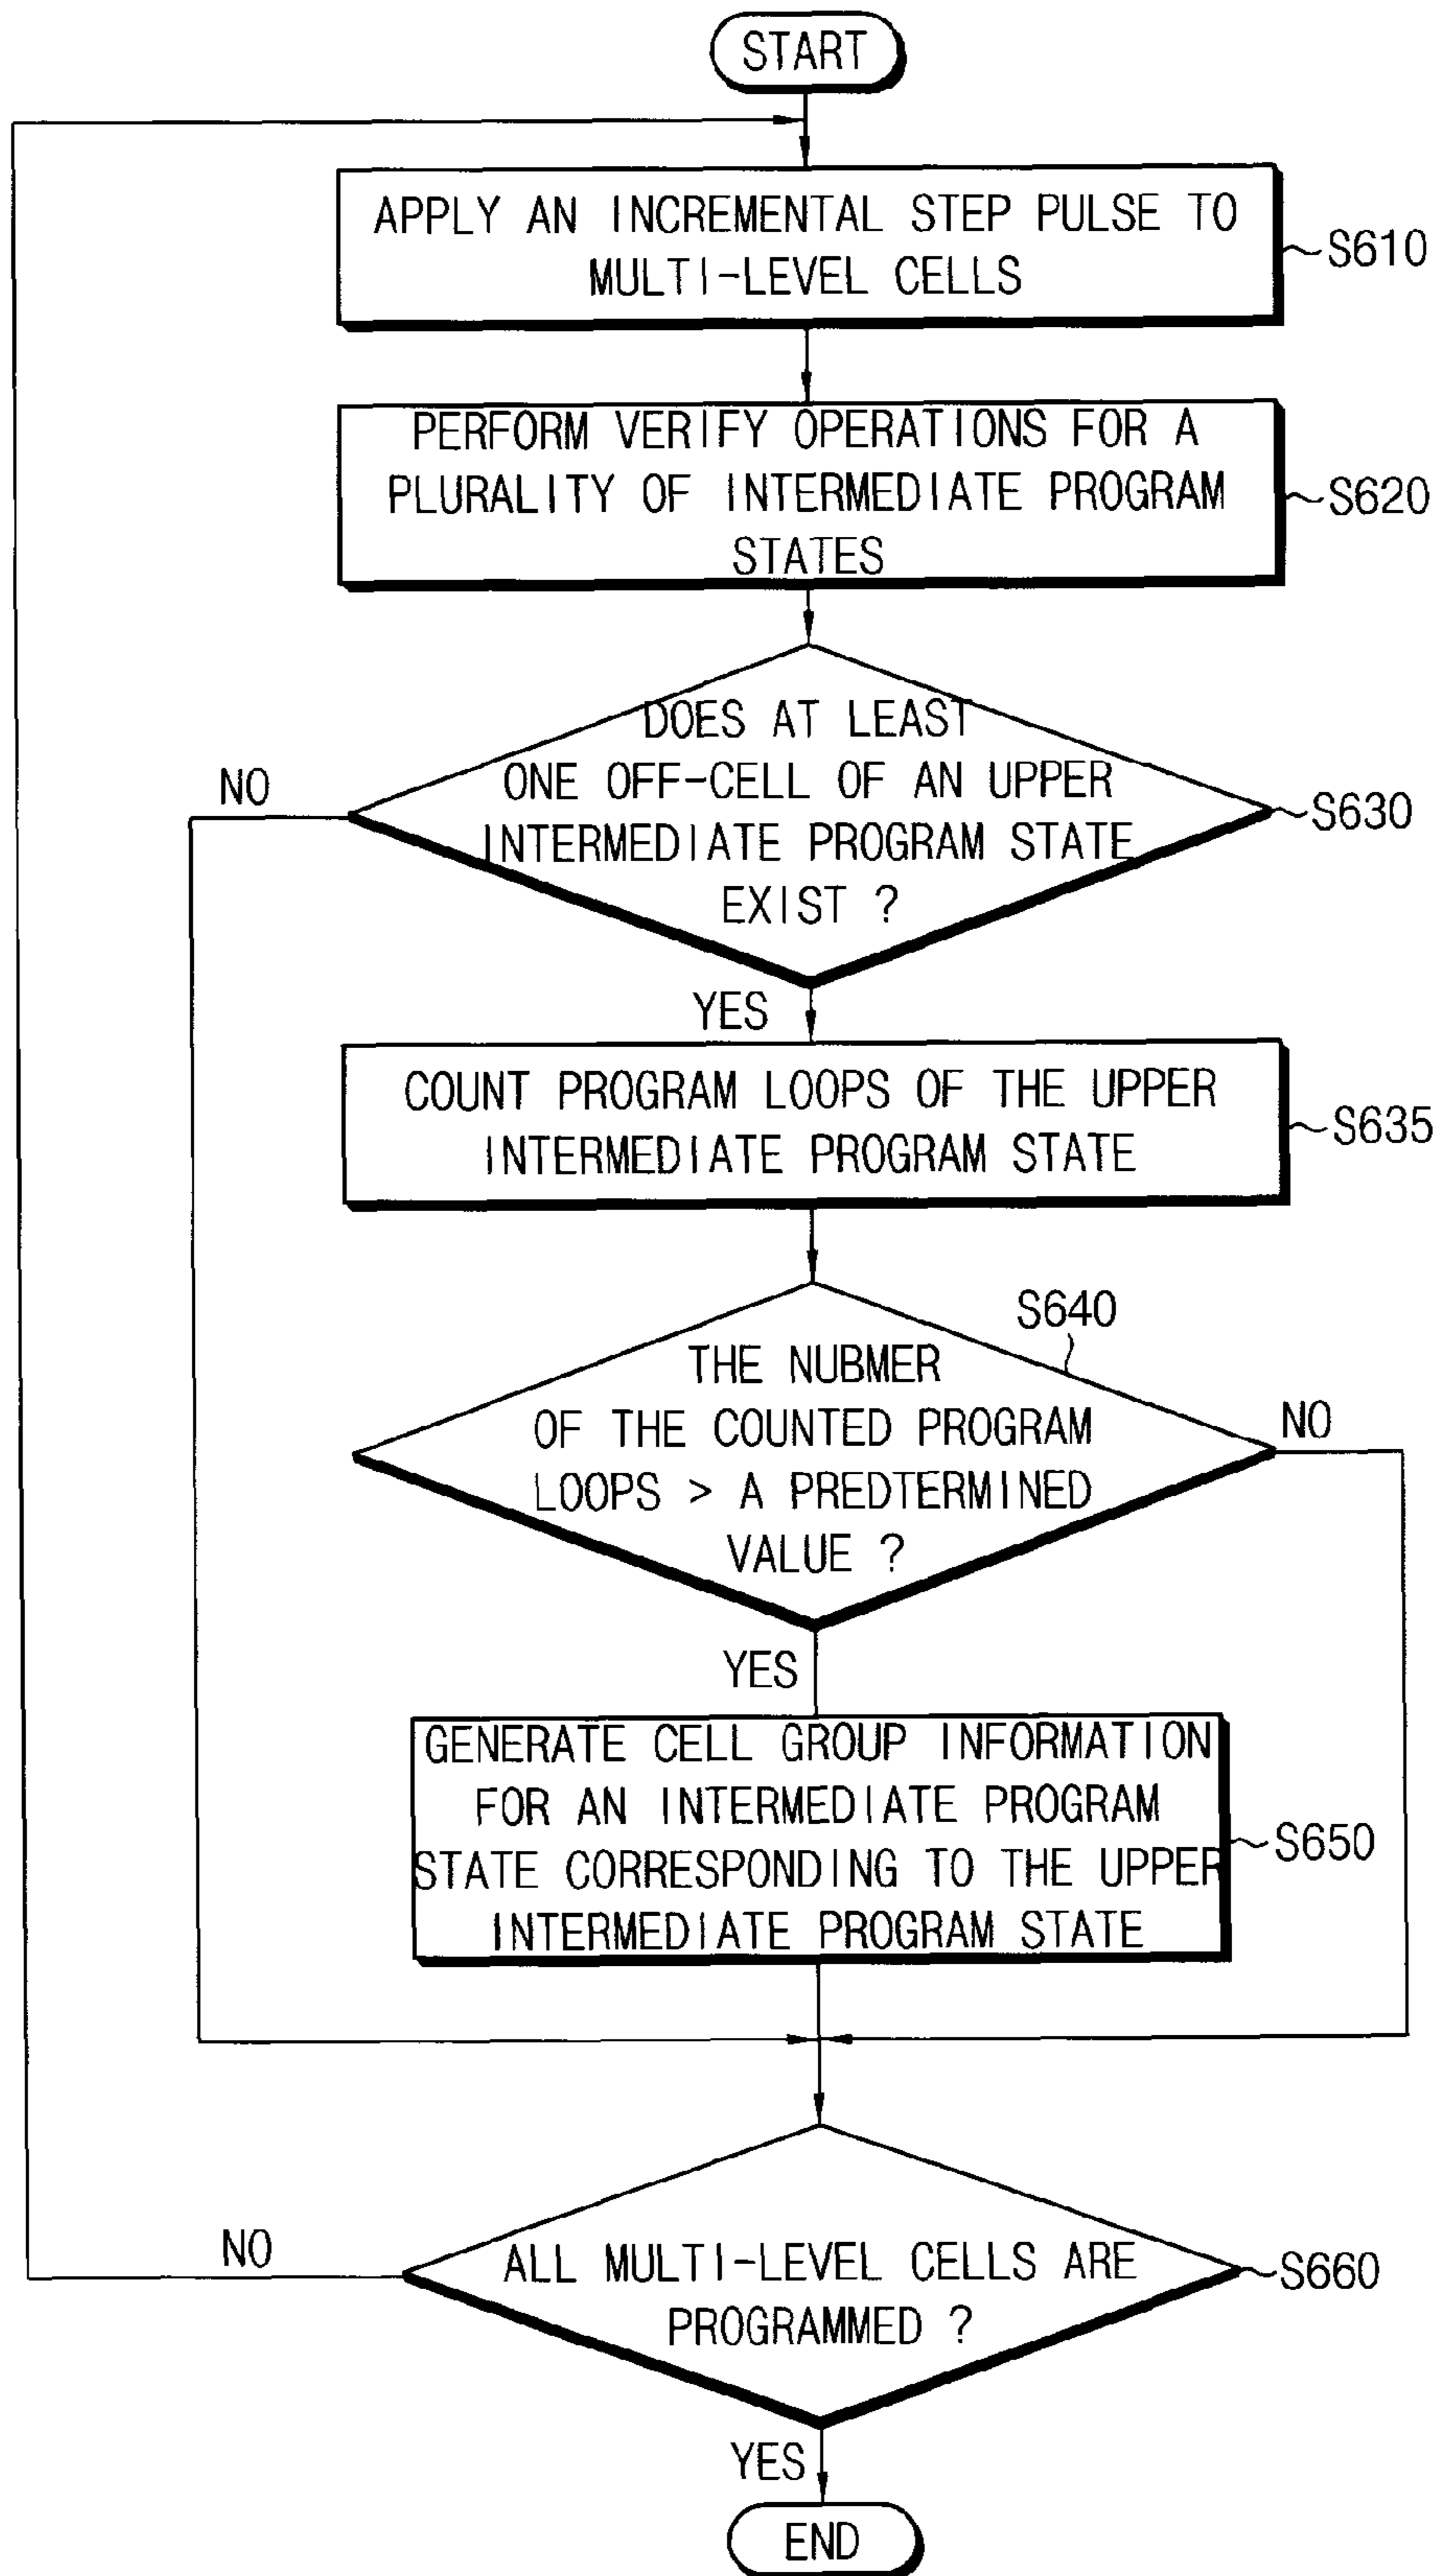 START
APPLY AN INCREMENTAL STEP PULSE TO
MULTI-LEVEL CELLS
S610
PERFORM VERIFY OPERATIONS FOR A
PLURALITY OF INTERMEDIATE PROGRAM
STATES
S620
DOES AT LEAST
ONE OFF-CELL OF AN UPPER
INTERMEDIATE PROGRAM STATE
EXIST ?
NO
S630
YES
COUNT PROGRAM LOOPS OF THE UPPER
INTERMEDIATE PROGRAM STATE
S635
S640
THE NUBMER
OF THE COUNTED PROGRAM
LOOPS > A PREDTERMINED
VALUE ?
NO
YES
GENERATE CELL GROUP INFORMATION
FOR AN INTERMEDIATE PROGRAM
STATE CORRESPONDING TO THE UPPER
INTERMEDIATE PROGRAM STATE
S650
NO
ALL MULTI-LEVEL CELLS ARE
PROGRAMMED ?
S660
YES
END